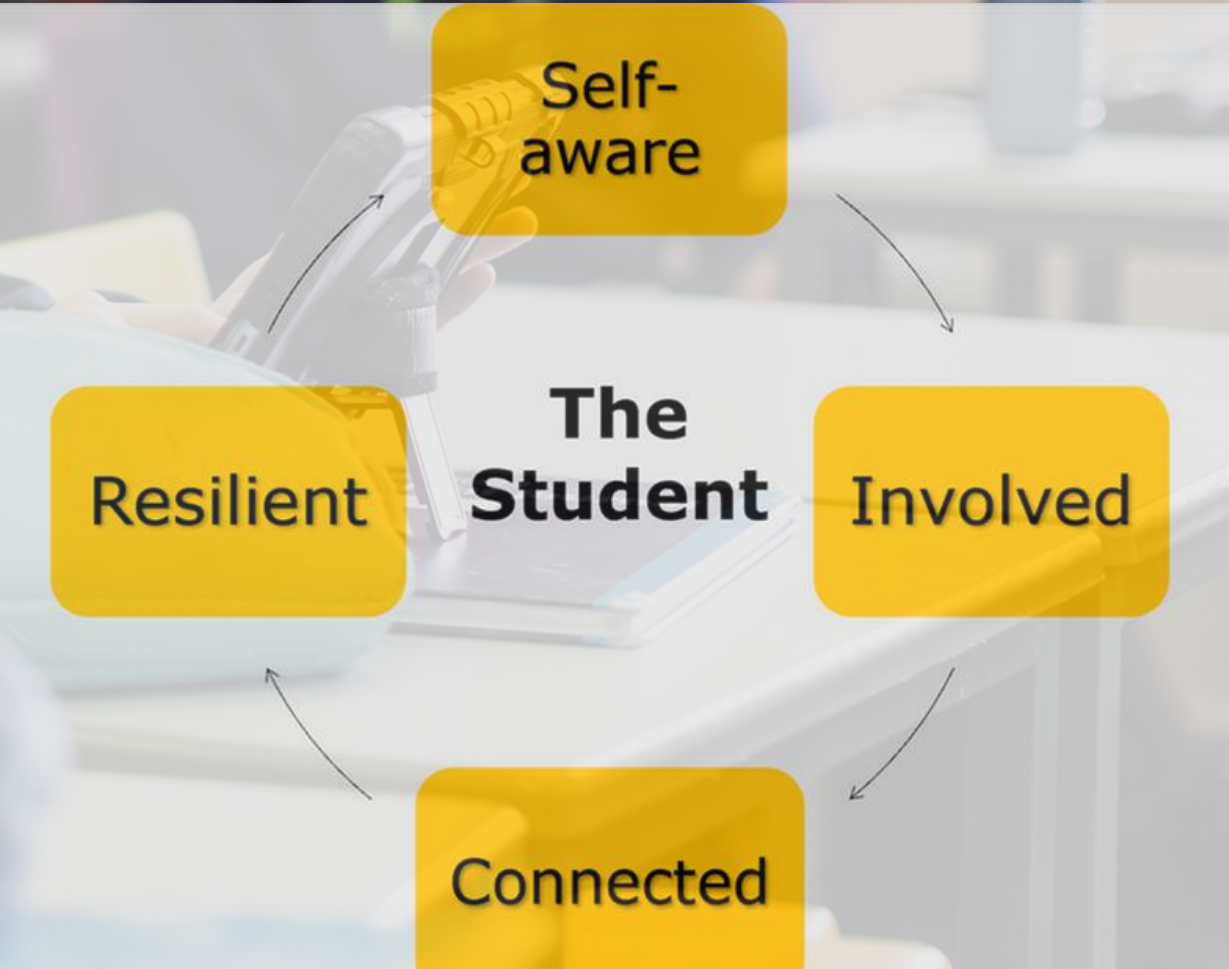 Self-
aware
The
Student
Resilient
Involved
Connected